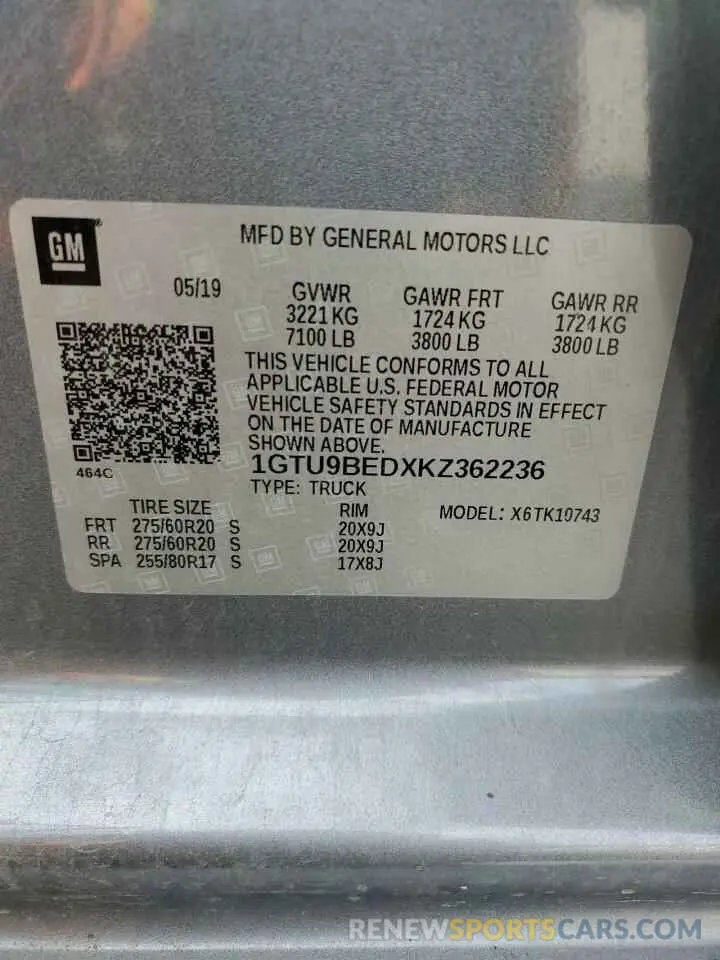 GM ®
MFD BY GENERAL MOTORS LLC
05/19
GVWR GAWR FRT GAWR RR
3221 KG 1724 KG 1724 KG
7100 LB 3800 LB 3800 LB
THIS VEHICLE CONFORMS TO ALL
APPLICABLE U.S. FEDERAL MOTOR
VEHICLE SAFETY STANDARDS IN EFFECT
ON THE DATE OF MANUFACTURE
SHOWN ABOVE.
464C
1GTU9BEDXKZ362236
TYPE: TRUCK
TIRE SIZE RIM MODEL: X6TK10743
FRT 275/60R20 S 20X9J
RR 275/60R20 S 20X9J
SPA 255/80R17 S 17X8J
RENEWSPORTSCARS.COM